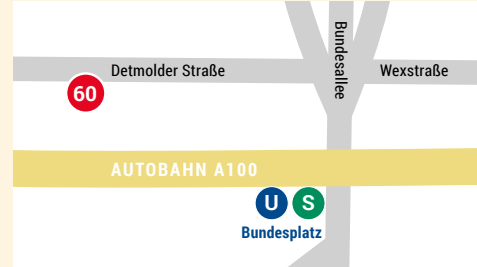 Bundesallee
Detmolder Straße
Wexstraße
60
AUTOBAHN A100
U S
Bundesplatz